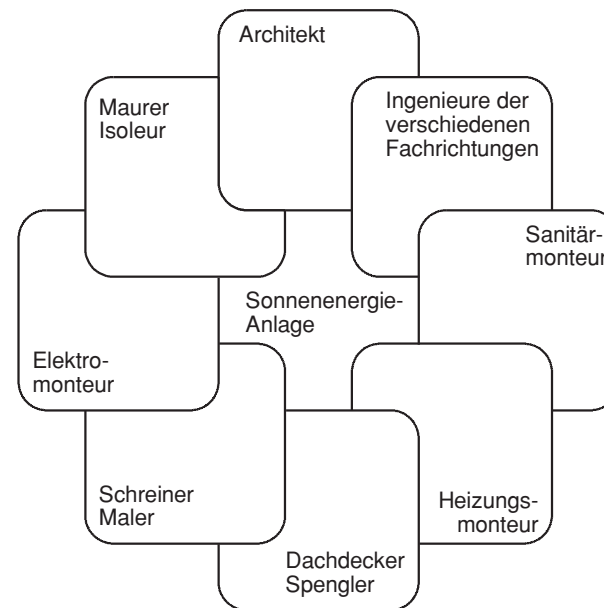 Architekt
Maurer
Isoleur
Ingenieure der
verschiedenen
Fachrichtungen
Sanitär-
monteur
Sonnenenergie-
Anlage
Elektro-
monteur
Schreiner
Maler
Heizungs-
monteur
Dachdecker
Spengler